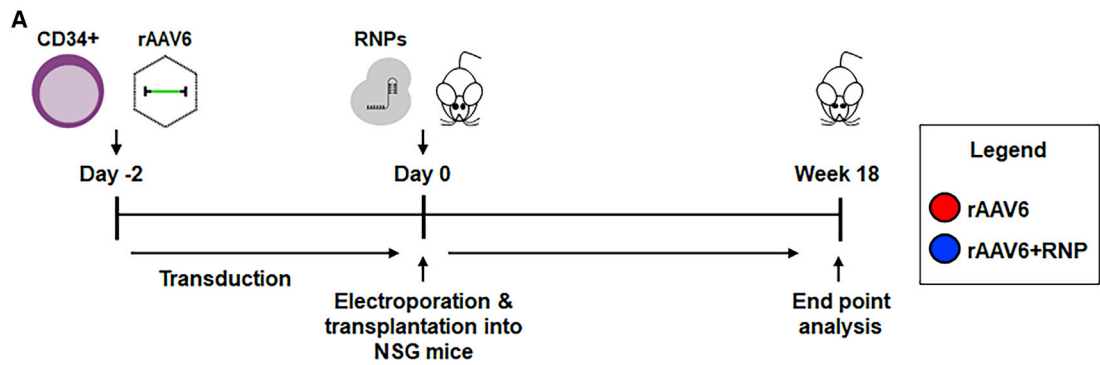 A
CD34+
rAAV6
RNPs
Day -2
Day 0
Week 18
Transduction
Electroporation &
transplantation into
NSG mice
End point
analysis
Legend
rAAV6
rAAV6+RNP